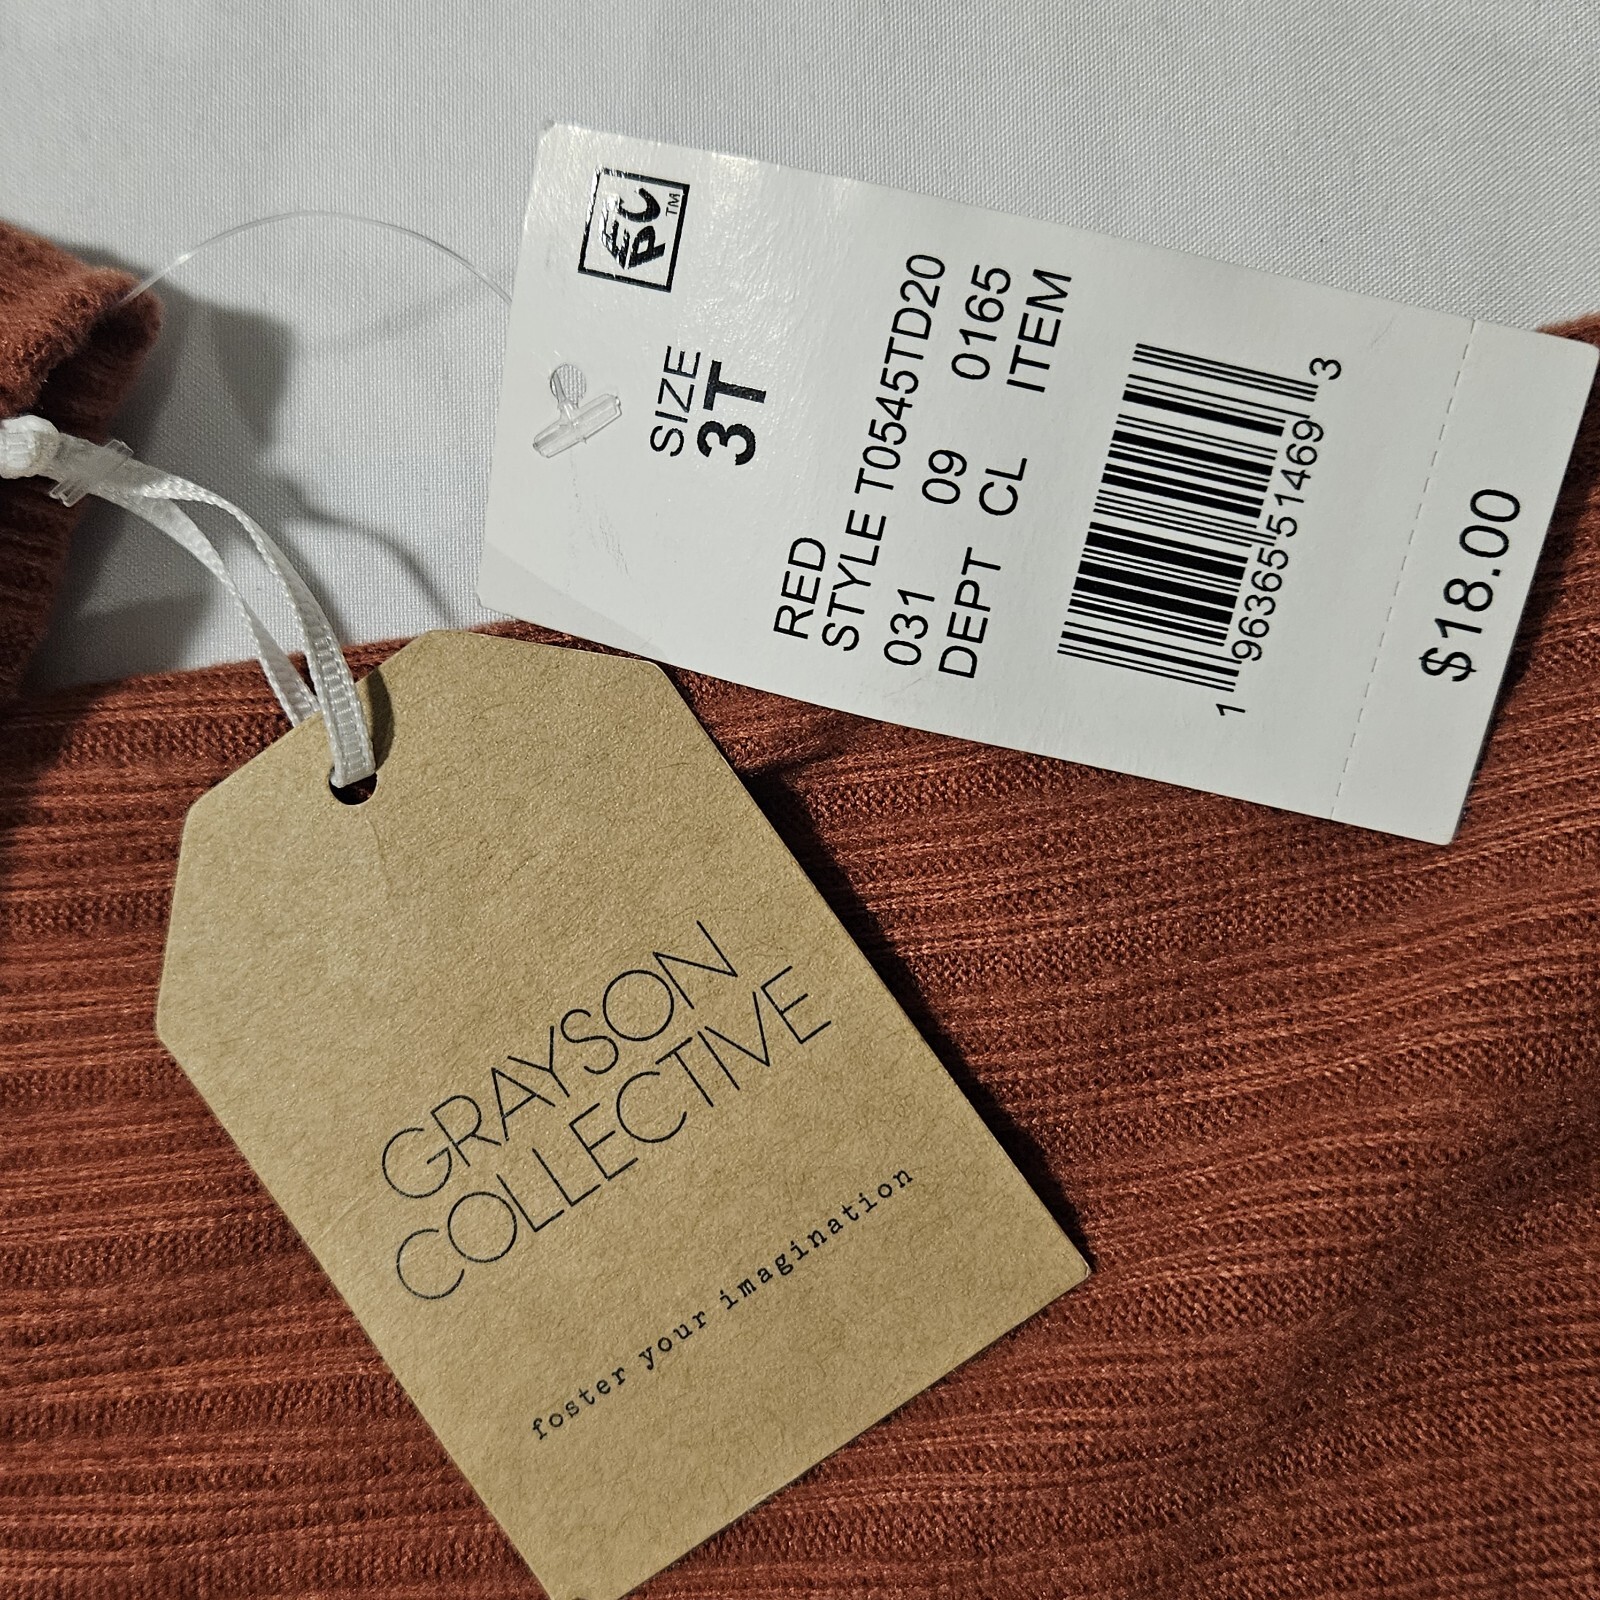 EPC™
SIZE
3T
RED
STYLE T0545TD20
031 09 0165
DEPT CL ITEM
1 96365 51469 3
$18.00
GRAYSON
COLLECTIVE
foster your imagination